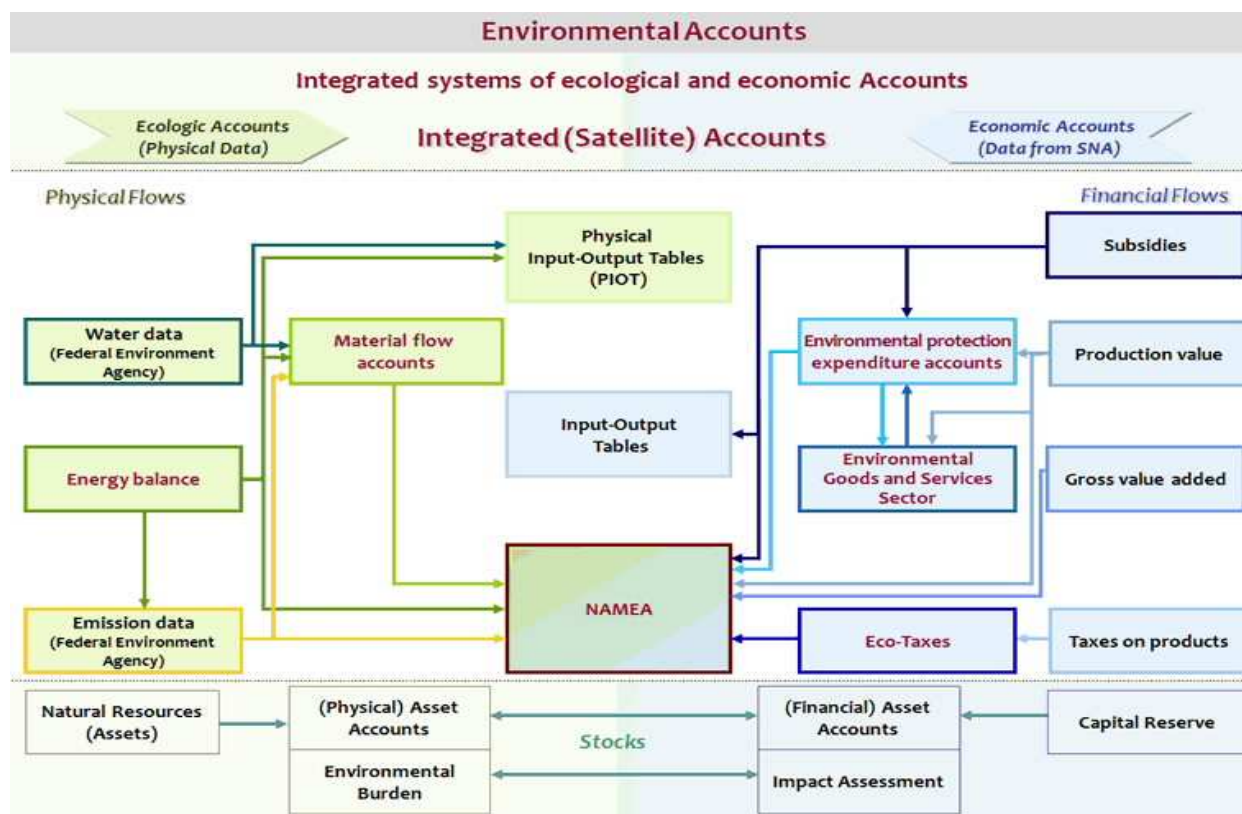 Environmental Accounts
Integrated systems of ecological and economic Accounts
Ecologic Accounts
(Physical Data)
Integrated (Satellite) Accounts
Economic Accounts
(Data from SNA)
Physical Flows
Financial Flows
Physical
Input-Output Tables
(PIOT)
Subsidies
Water data
(Federal Environment
Agency)
Material flow
accounts
Environmental protection
expenditure accounts
Production value
Input-Output
Tables
Energy balance
Environmental
Goods and Services
Sector
Gross value added
Emission data
(Federal Environment
Agency)
NAMEA
Eco-Taxes
Taxes on products
Natural Resources
(Assets)
(Physical) Asset
Accounts
Stocks
(Financial) Asset
Accounts
Capital Reserve
Environmental
Burden
Impact Assessment